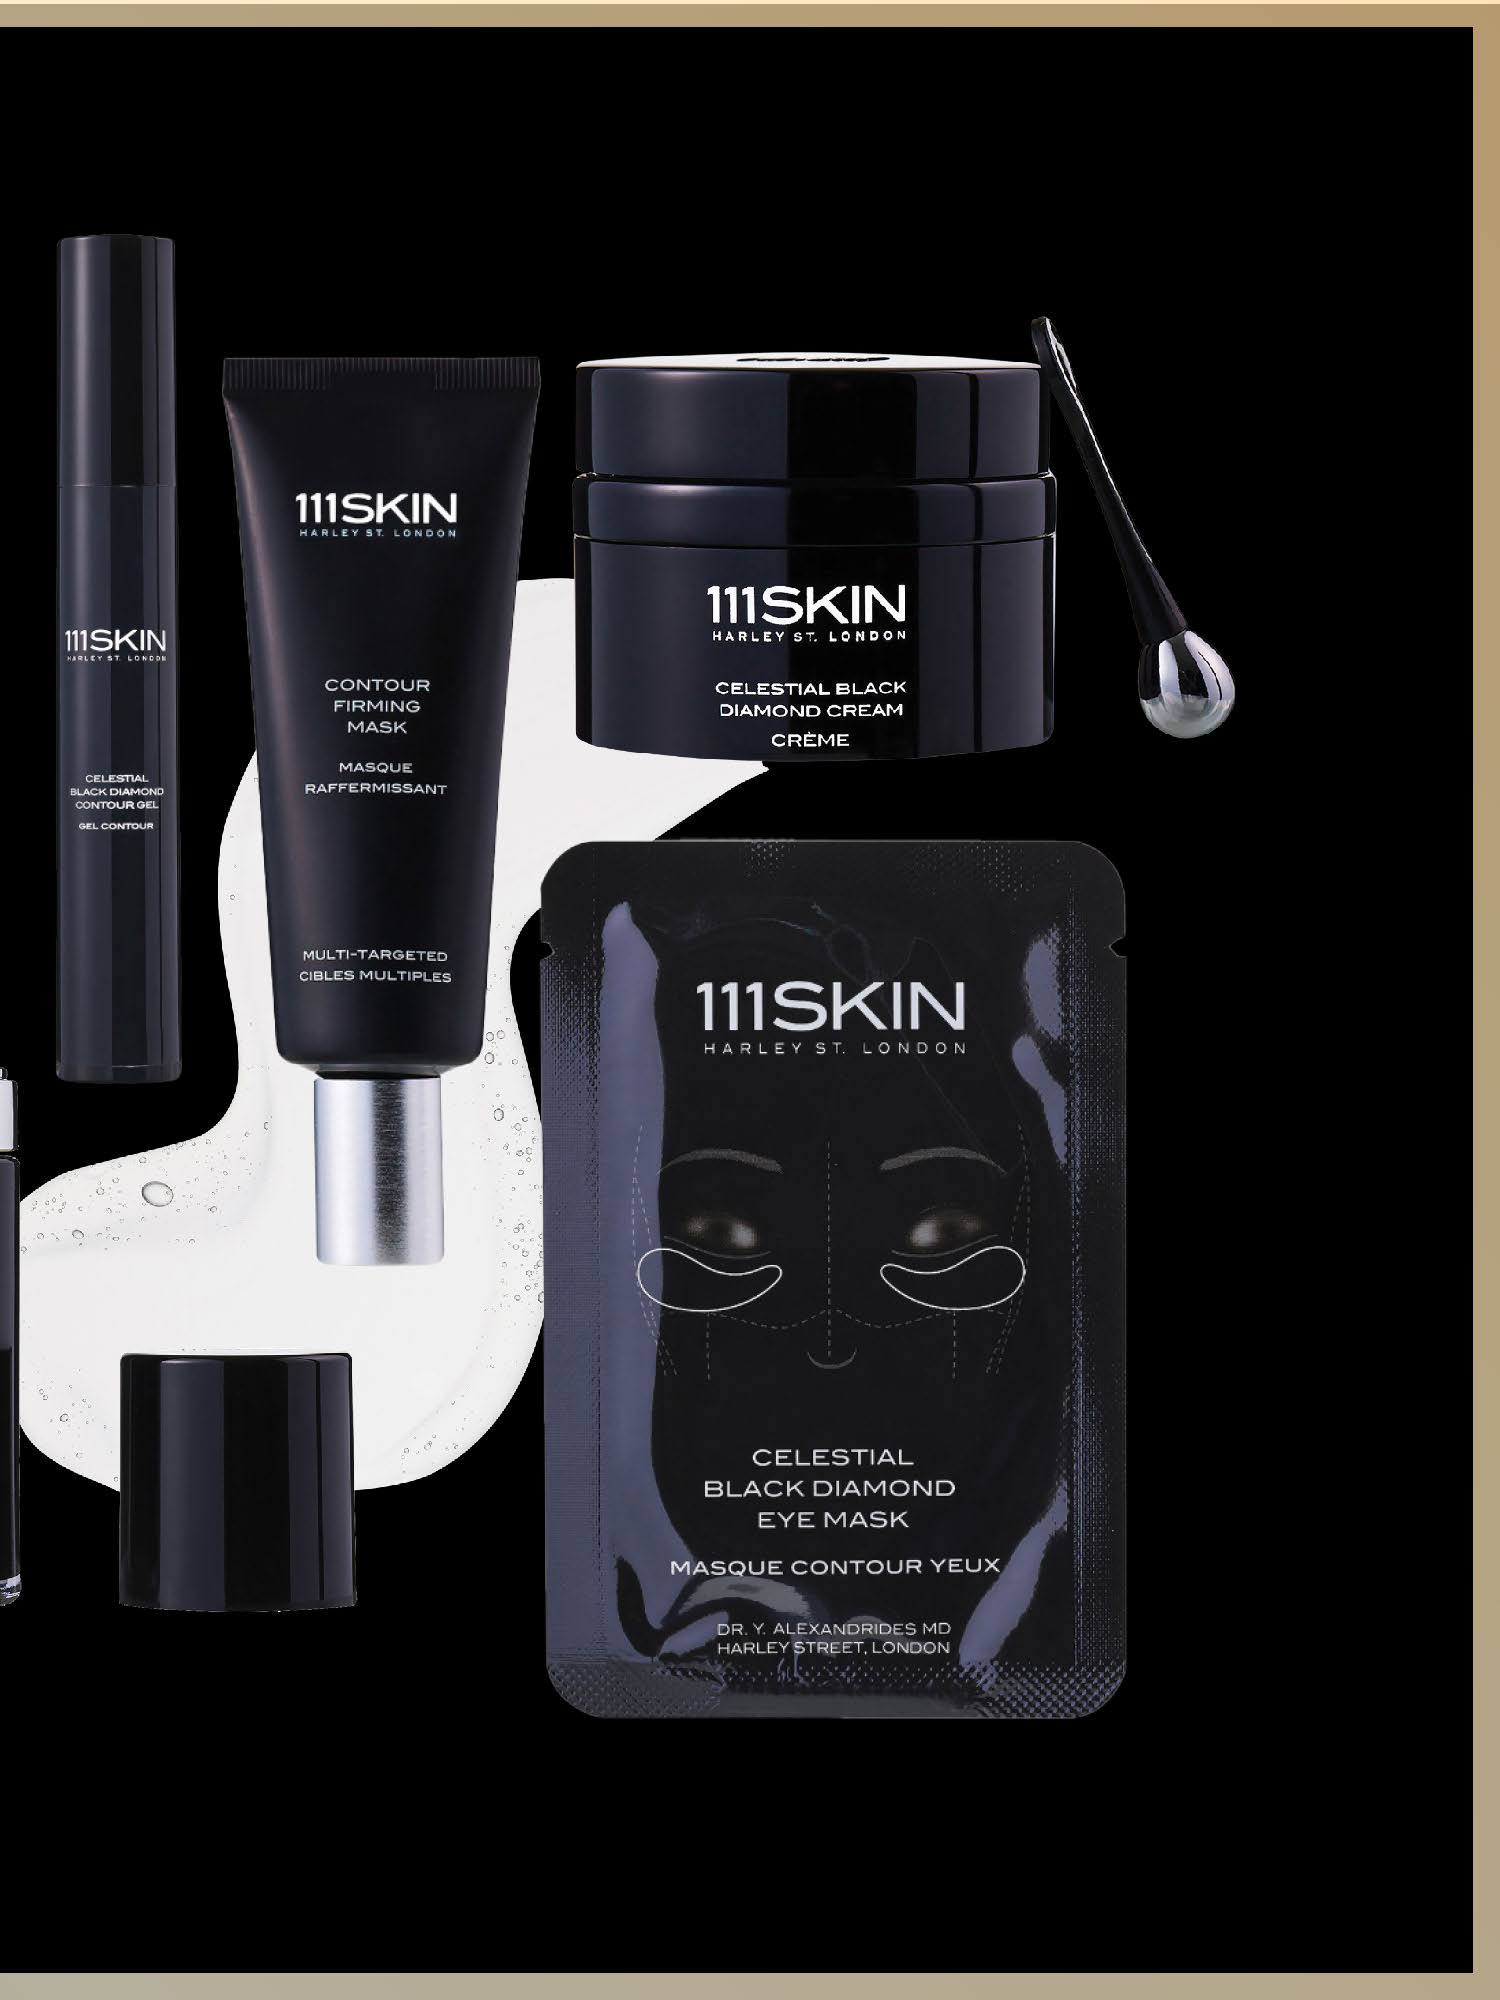 111SKIN
HARLEY ST. LONDON
CELESTIAL
BLACK DIAMOND
CONTOUR GEL
GEL CONTOUR
111SKIN
HARLEY ST. LONDON
CONTOUR
FIRMING
MASK
MASQUE
RAFFERMISSANT
MULTI-TARGETED
CIBLES MULTIPLES
111SKIN
HARLEY ST. LONDON
CELESTIAL BLACK
DIAMOND CREAM
CRÈME
111SKIN
HARLEY ST. LONDON
CELESTIAL
BLACK DIAMOND
EYE MASK
MASQUE CONTOUR YEUX
DR. Y. ALEXANDRIDES MD
HARLEY STREET, LONDON